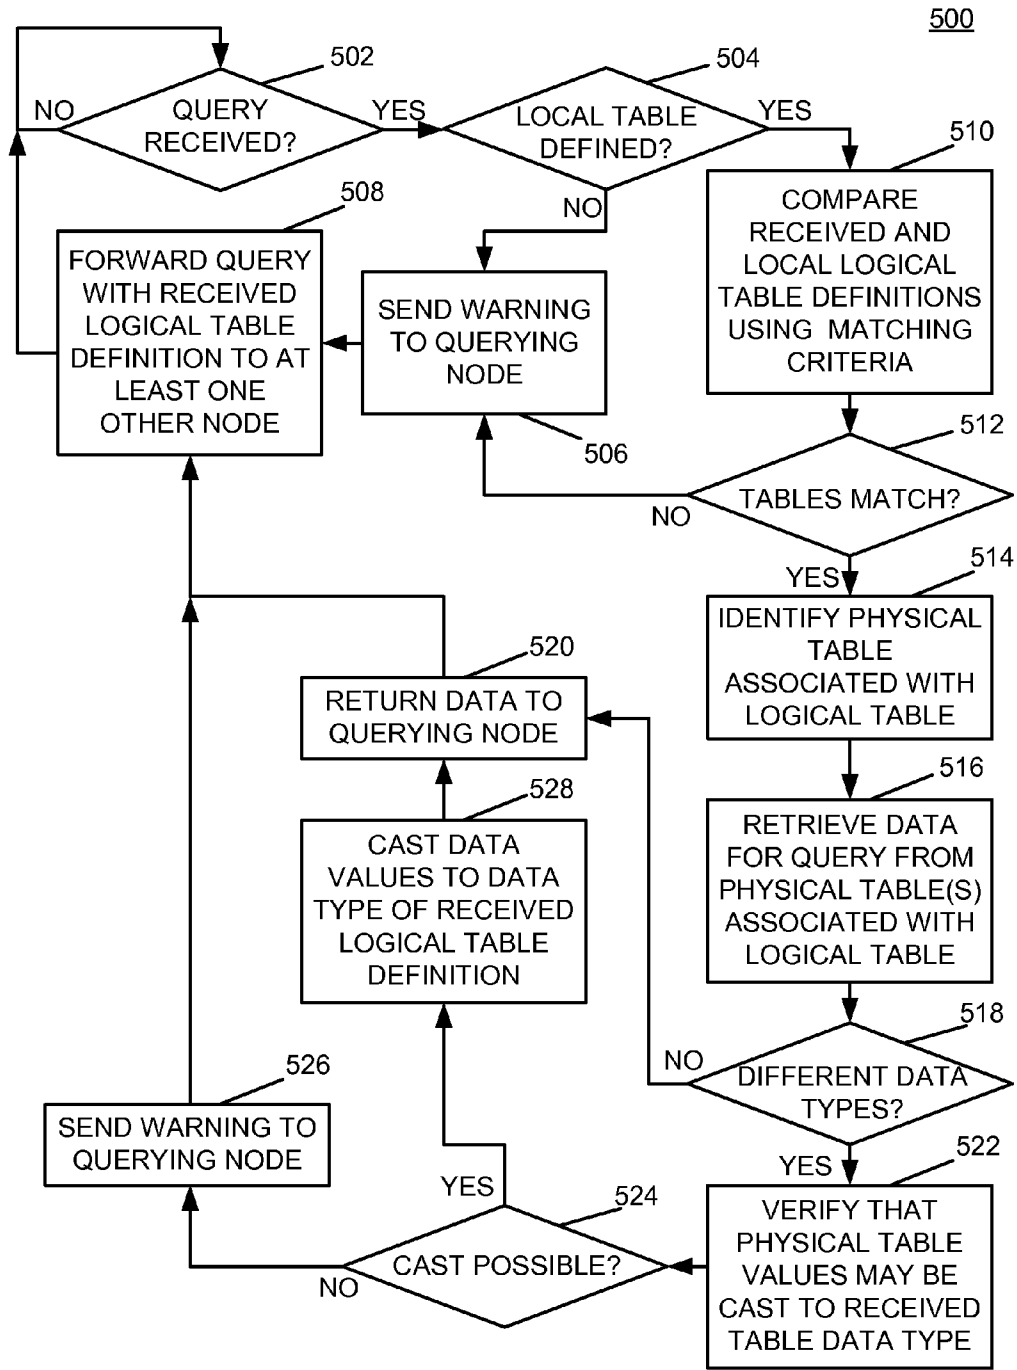 500
502
QUERY
RECEIVED?
NO
YES
504
LOCAL TABLE
DEFINED?
YES
NO
510
COMPARE
RECEIVED AND
LOCAL LOGICAL
TABLE DEFINITIONS
USING MATCHING
CRITERIA
508
FORWARD QUERY
WITH RECEIVED
LOGICAL TABLE
DEFINITION TO AT
LEAST ONE
OTHER NODE
SEND WARNING
TO QUERYING
NODE
506
512
TABLES MATCH?
NO
YES
514
IDENTIFY PHYSICAL
TABLE
ASSOCIATED WITH
LOGICAL TABLE
516
RETRIEVE DATA
FOR QUERY FROM
PHYSICAL TABLE(S)
ASSOCIATED WITH
LOGICAL TABLE
518
DIFFERENT DATA
TYPES?
NO
YES
520
RETURN DATA TO
QUERYING NODE
528
CAST DATA
VALUES TO DATA
TYPE OF RECEIVED
LOGICAL TABLE
DEFINITION
522
VERIFY THAT
PHYSICAL TABLE
VALUES MAY BE
CAST TO RECEIVED
TABLE DATA TYPE
524
CAST POSSIBLE?
YES
NO
526
SEND WARNING TO
QUERYING NODE